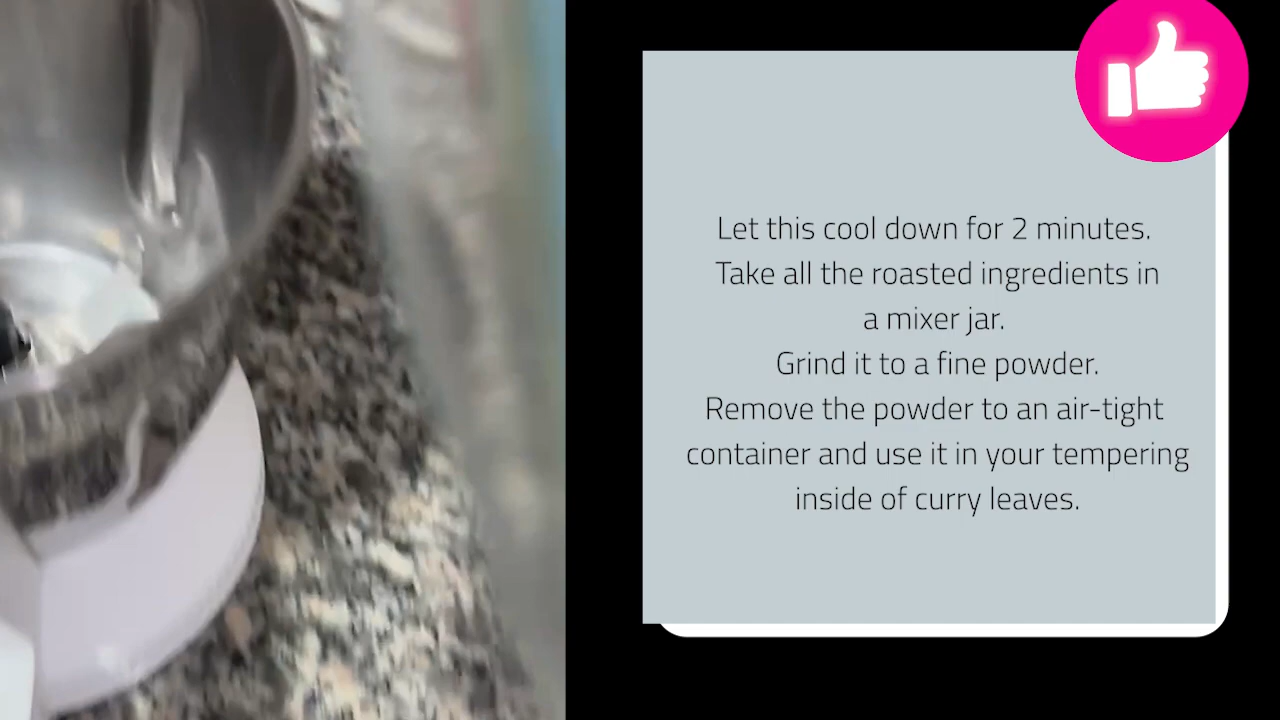 Let this cool down for 2 minutes.
Take all the roasted ingredients in
a mixer jar.
Grind it to a fine powder.
Remove the powder to an air-tight
container and use it in your tempering
inside of curry leaves.